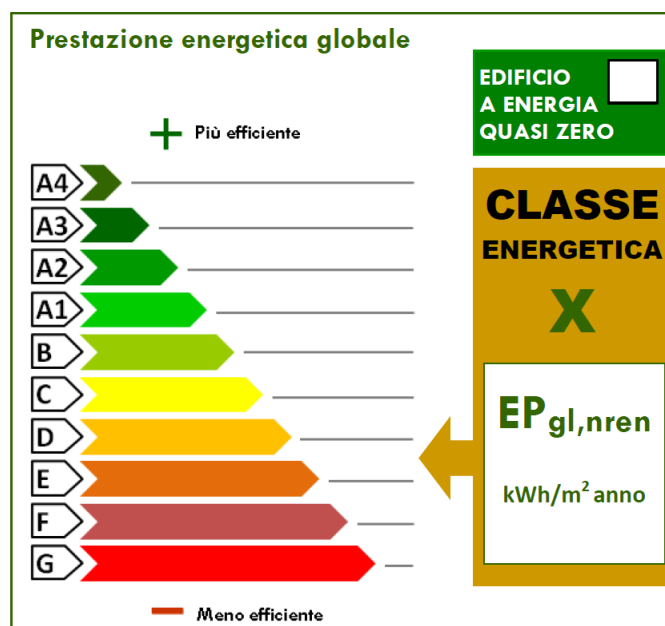 Prestazione energetica globale
EDIFICIO
A ENERGIA
QUASI ZERO
Più efficiente
A4
A3
A2
A1
B
C
D
E
F
G
Meno efficiente
CLASSE
ENERGETICA
X
EPgl,nren
kWh/m² anno